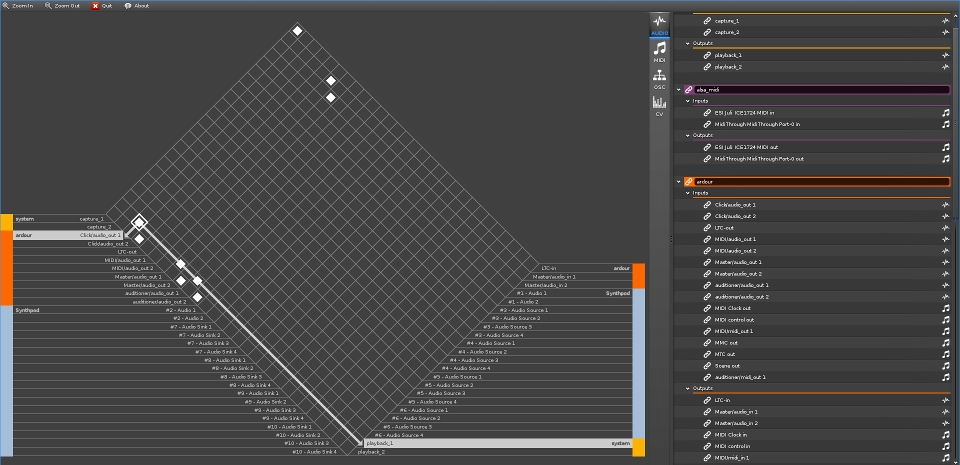 Zoom In Zoom Out Quit About
AUDIO
MIDI
OSC
CV
system capture_1
capture_2
ardour Click/audio_out 1
Click/audio_out 2
LTC-out
MIDI/audio_out 1
MIDI/audio_out 2
Master/audio_out 1
Master/audio_out 2
auditioner/audio_out 1
auditioner/audio_out 2
Synthpod #2 - Audio 1
#2 - Audio 2
#7 - Audio Sink 1
#7 - Audio Sink 2
#7 - Audio Sink 3
#7 - Audio Sink 4
#8 - Audio Sink 1
#8 - Audio Sink 2
#8 - Audio Sink 3
#8 - Audio Sink 4
#9 - Audio Sink 1
#9 - Audio Sink 2
#9 - Audio Sink 3
#9 - Audio Sink 4
#10 - Audio Sink 1
#10 - Audio Sink 2
#10 - Audio Sink 3
#10 - Audio Sink 4
LTC-in ardour
Master/audio_in 1
Master/audio_in 2
#1 - Audio 1 Synthpod
#1 - Audio 2
#3 - Audio Source 1
#3 - Audio Source 2
#3 - Audio Source 3
#3 - Audio Source 4
#4 - Audio Source 1
#4 - Audio Source 2
#4 - Audio Source 3
#4 - Audio Source 4
#5 - Audio Source 1
#5 - Audio Source 2
#5 - Audio Source 3
#5 - Audio Source 4
#6 - Audio Source 1
#6 - Audio Source 2
#6 - Audio Source 3
#6 - Audio Source 4
playback_1 system
playback_2
capture_1
capture_2
Outputs
playback_1
playback_2
alsa_midi
Inputs
ESI Juli ICE1724 MIDI in
Midi Through Midi Through Port-0 in
Outputs
ESI Juli ICE1724 MIDI out
Midi Through Midi Through Port-0 out
ardour
Inputs
Click/audio_out 1
Click/audio_out 2
LTC-out
MIDI/audio_out 1
MIDI/audio_out 2
Master/audio_out 1
Master/audio_out 2
auditioner/audio_out 1
auditioner/audio_out 2
MIDI Clock out
MIDI control out
MIDI/midi_out 1
MMC out
MTC out
Scene out
auditioner/midi_out 1
Outputs
LTC-in
Master/audio_in 1
Master/audio_in 2
MIDI Clock in
MIDI control in
MIDI/midi_in 1